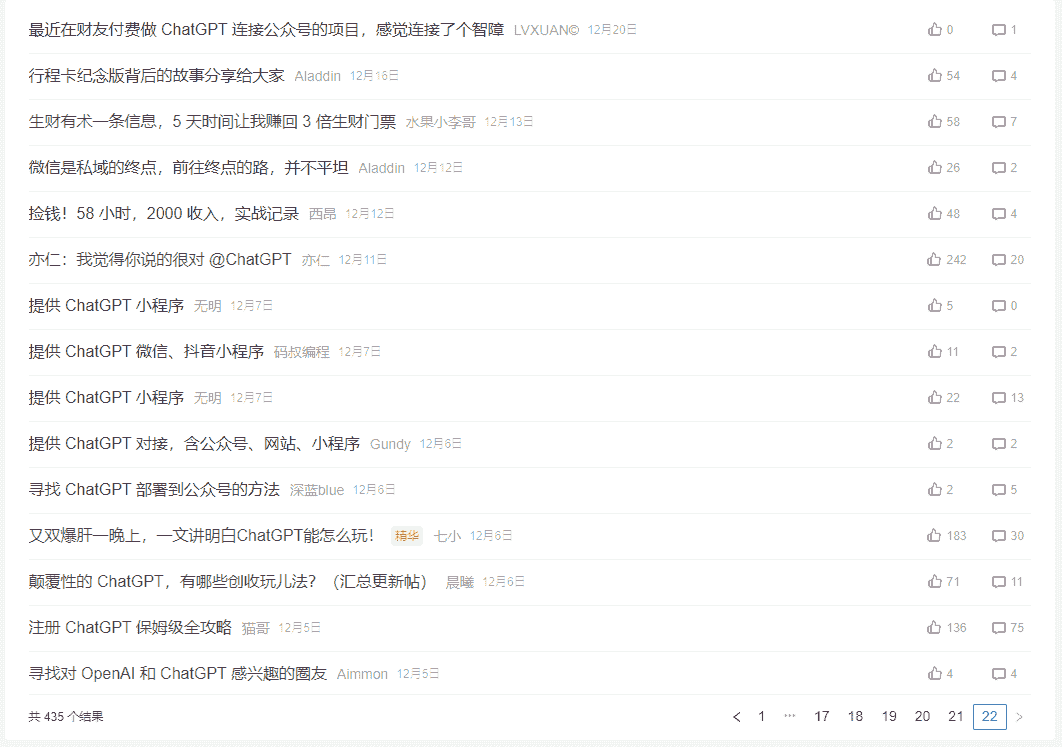 最近在财友付费做 ChatGPT 连接公众号的项目，感觉连接了个智障 LVXUAN© 12月20日 0 1
行程卡纪念版背后的故事分享给大家 Aladdin 12月16日 54 4
生财有术一条信息，5 天时间让我赚回 3 倍生财门票 水果小李哥 12月13日 58 7
微信是私域的终点，前往终点的路，并不平坦 Aladdin 12月12日 26 2
捡钱！58 小时，2000 收入，实战记录 西昂 12月12日 48 4
亦仁：我觉得你说的很对 @ChatGPT 亦仁 12月11日 242 20
提供 ChatGPT 小程序 无明 12月7日 5 0
提供 ChatGPT 微信、抖音小程序 码叔编程 12月7日 11 2
提供 ChatGPT 小程序 无明 12月7日 22 13
提供 ChatGPT 对接，含公众号、网站、小程序 Gundy 12月6日 2 2
寻找 ChatGPT 部署到公众号的方法 深蓝blue 12月6日 2 5
又双爆肝一晚上，一文讲明白ChatGPT能怎么玩！ 精华 七小 12月6日 183 30
颠覆性的 ChatGPT，有哪些创收玩儿法？（汇总更新帖） 晨曦 12月6日 71 11
注册 ChatGPT 保姆级全攻略 猫哥 12月5日 136 75
寻找对 OpenAI 和 ChatGPT 感兴趣的圈友 Aimmon 12月5日 4 4
共 435 个结果 < 1 ··· 17 18 19 20 21 22 >